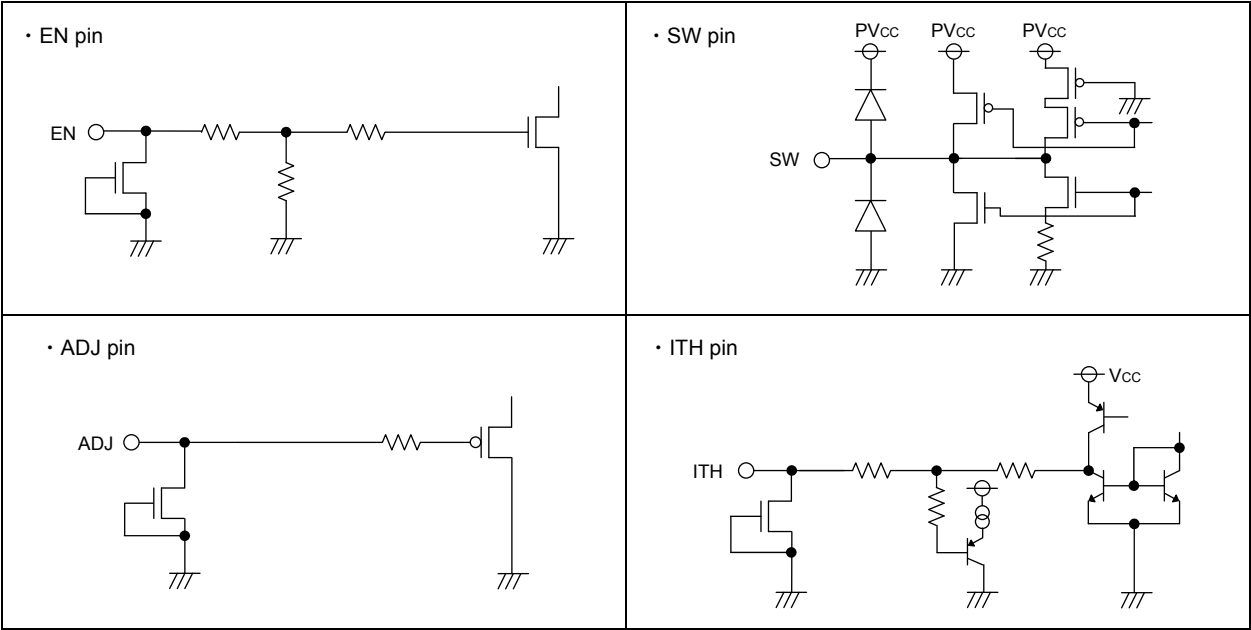 ・EN pin
EN
・SW pin
PVCC PVCC PVCC
SW
・ADJ pin
ADJ
・ITH pin
VCC
ITH